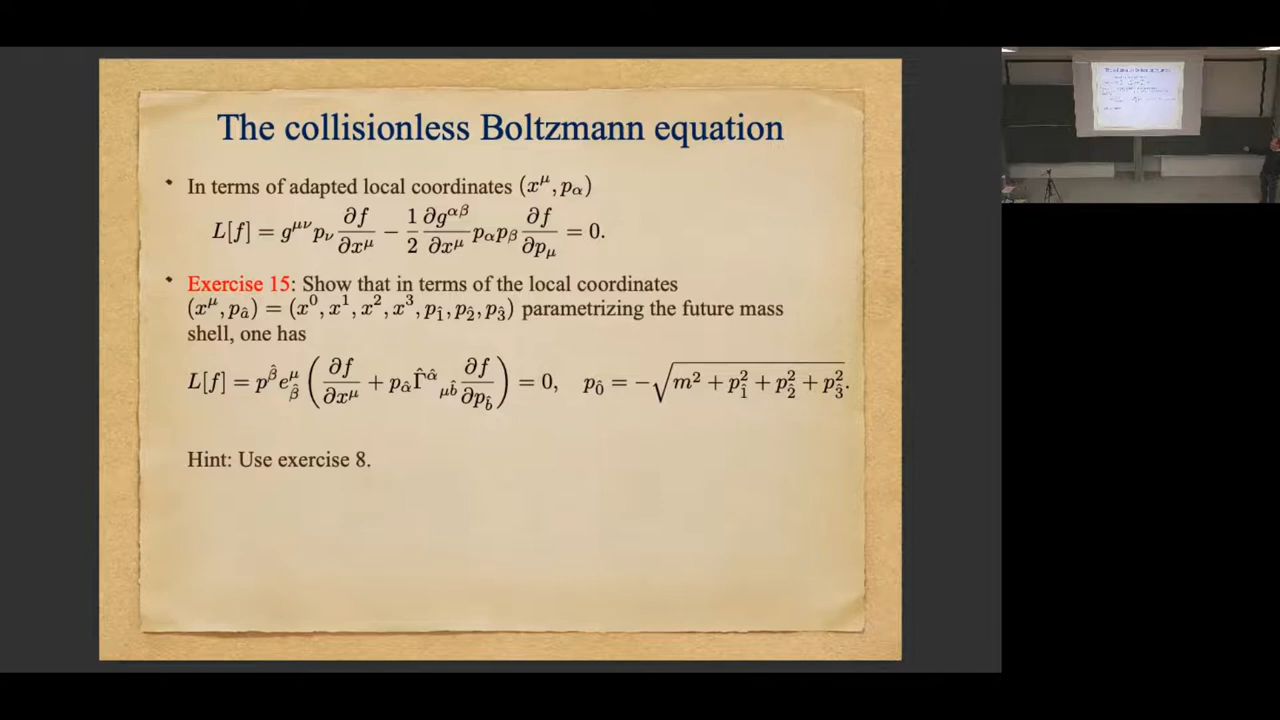 The collisionless Boltzmann equation
• In terms of adapted local coordinates (x^μ, p_α)
L[f] = g^{μν} p_ν ∂f/∂x^μ − 1/2 ∂g^{αβ}/∂x^μ p_α p_β ∂f/∂p_μ = 0.
• Exercise 15: Show that in terms of the local coordinates
(x^μ, p_â) = (x^0, x^1, x^2, x^3, p_1̂, p_2̂, p_3̂) parametrizing the future mass
shell, one has
L[f] = p^β̂ e^μ_β̂ ( ∂f/∂x^μ + p_α̂ Γ̂^α̂_{μb̂} ∂f/∂p_b̂ ) = 0, p_0̂ = −√(m² + p_1̂² + p_2̂² + p_3̂²).
Hint: Use exercise 8.